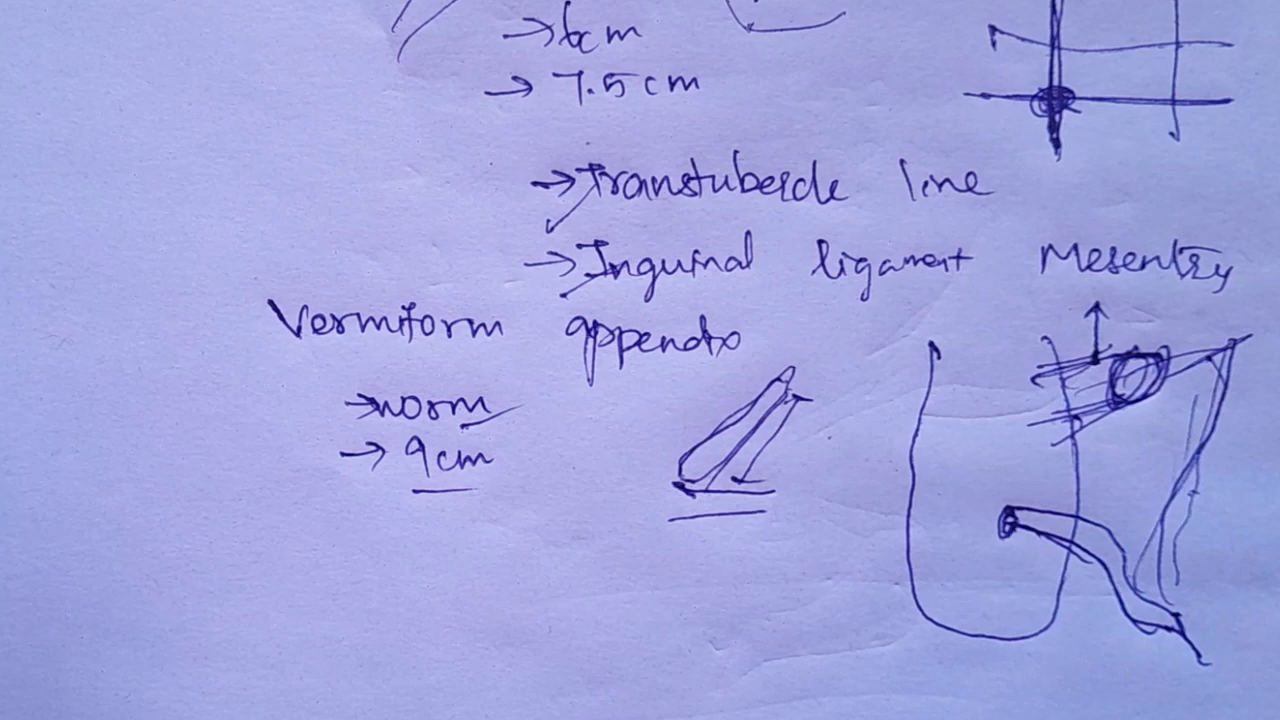 → 6cm
→ 7.5cm
→ Transtubercle line
→ Inguinal ligament
Mesentry
Vermiform appendix
→ worm
→ 9cm